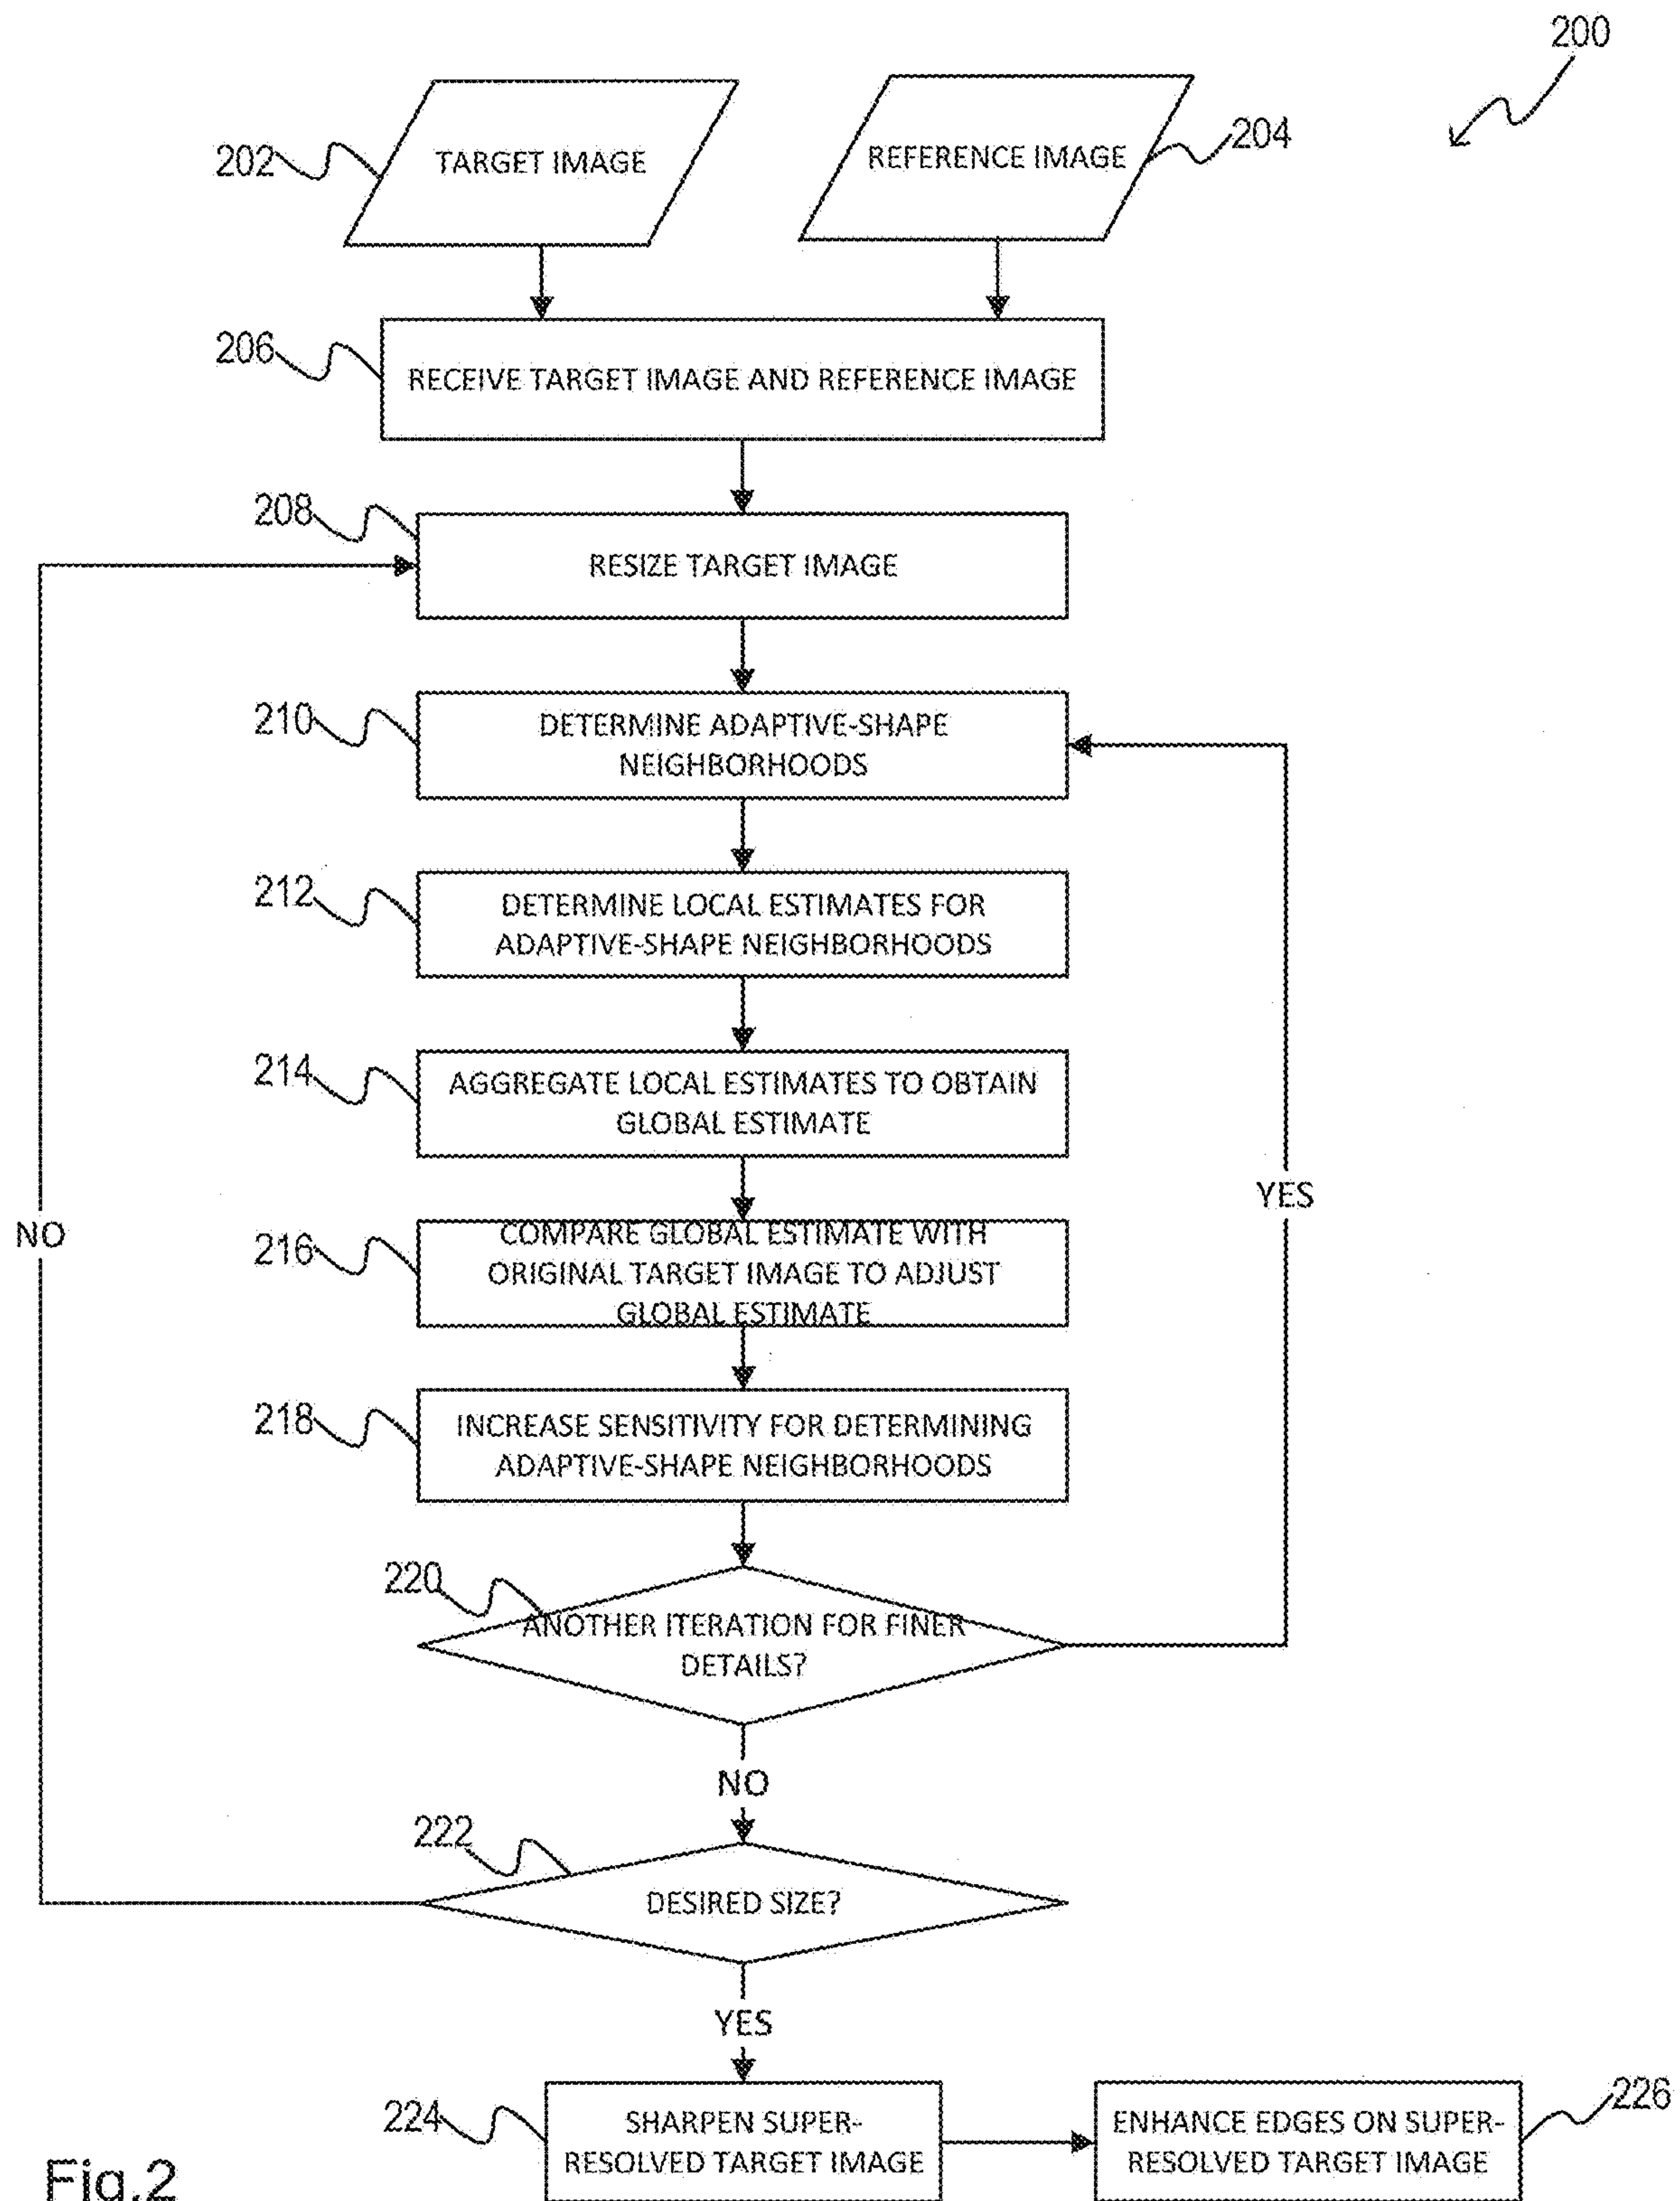 200
202
TARGET IMAGE
REFERENCE IMAGE
204
206
RECEIVE TARGET IMAGE AND REFERENCE IMAGE
208
RESIZE TARGET IMAGE
210
DETERMINE ADAPTIVE-SHAPE
NEIGHBORHOODS
212
DETERMINE LOCAL ESTIMATES FOR
ADAPTIVE-SHAPE NEIGHBORHOODS
214
AGGREGATE LOCAL ESTIMATES TO OBTAIN
GLOBAL ESTIMATE
YES
NO
216
COMPARE GLOBAL ESTIMATE WITH
ORIGINAL TARGET IMAGE TO ADJUST
GLOBAL ESTIMATE
218
INCREASE SENSITIVITY FOR DETERMINING
ADAPTIVE-SHAPE NEIGHBORHOODS
220
ANOTHER ITERATION FOR FINER
DETAILS?
NO
222
DESIRED SIZE?
YES
224
SHARPEN SUPER-
RESOLVED TARGET IMAGE
ENHANCE EDGES ON SUPER-
RESOLVED TARGET IMAGE
226
Fig.2